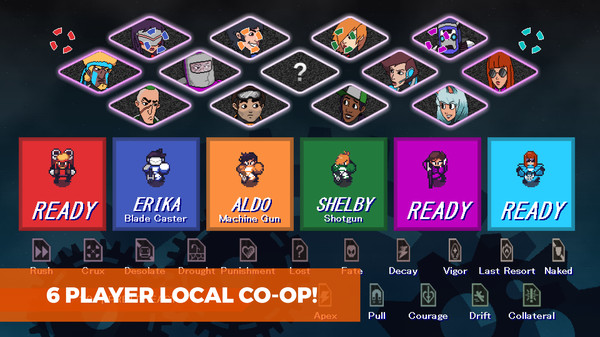 ?
READY
ERIKA
Blade Caster
ALDO
Machine Gun
SHELBY
Shotgun
READY
READY
Rush Crux Desolate Drought Punishment Lost Fate Decay Vigor Last Resort Naked
6 PLAYER LOCAL CO-OP!
Apex Pull Courage Drift Collateral